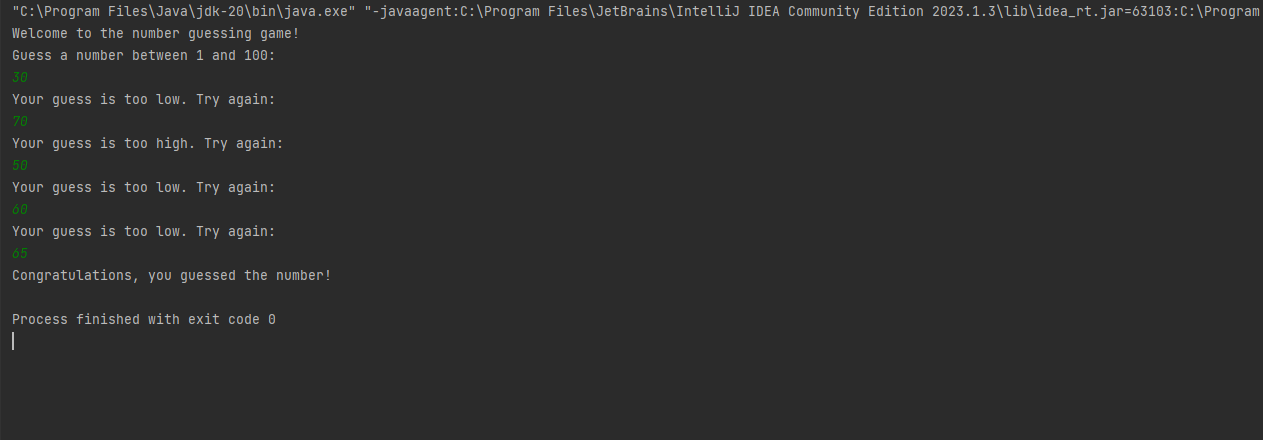 "C:\Program Files\Java\jdk-20\bin\java.exe" "-javaagent:C:\Program Files\JetBrains\IntelliJ IDEA Community Edition 2023.1.3\lib\idea_rt.jar=63103:C:\Program
Welcome to the number guessing game!
Guess a number between 1 and 100:
30
Your guess is too low. Try again:
70
Your guess is too high. Try again:
50
Your guess is too low. Try again:
60
Your guess is too low. Try again:
65
Congratulations, you guessed the number!
Process finished with exit code 0